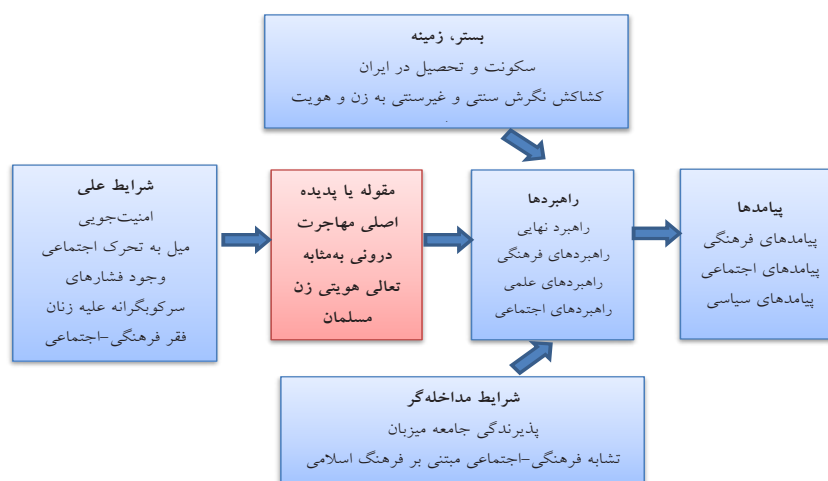 بستر، زمینه
سکونت و تحصیل در ایران
کشاکش نگرش سنتی و غیرسنتی به زن و هویت
شرایط علی
امنیت‌جویی
میل به تحرک اجتماعی
وجود فشارهای
سرکوبگرانه علیه زنان
فقر فرهنگی-اجتماعی
مقوله یا پدیده
اصلی مهاجرت
درونی به‌مثابه
تعالی هویتی زن
مسلمان
راهبردها
راهبرد نهایی
راهبردهای فرهنگی
راهبردهای علمی
راهبردهای اجتماعی
پیامدها
پیامدهای فرهنگی
پیامدهای اجتماعی
پیامدهای سیاسی
شرایط مداخله‌گر
پذیرندگی جامعه میزبان
تشابه فرهنگی-اجتماعی مبتنی بر فرهنگ اسلامی